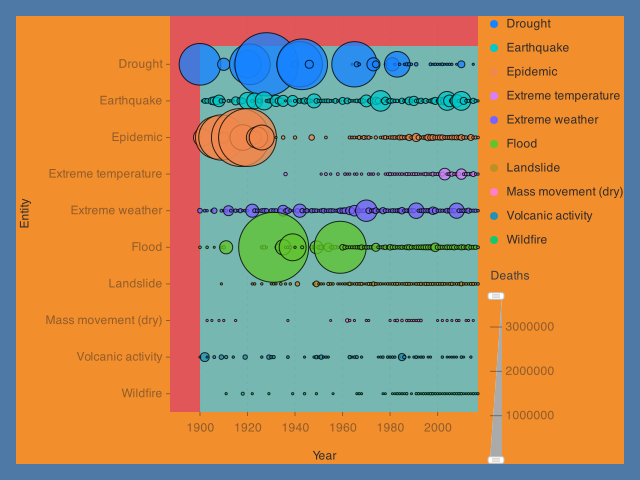 Drought
Earthquake
Epidemic
Extreme temperature
Extreme weather
Flood
Landslide
Mass movement (dry)
Volcanic activity
Wildfire
Entity
1900 1920 1940 1960 1980 2000
Year
Drought
Earthquake
Epidemic
Extreme temperature
Extreme weather
Flood
Landslide
Mass movement (dry)
Volcanic activity
Wildfire
Deaths
3000000
2000000
1000000